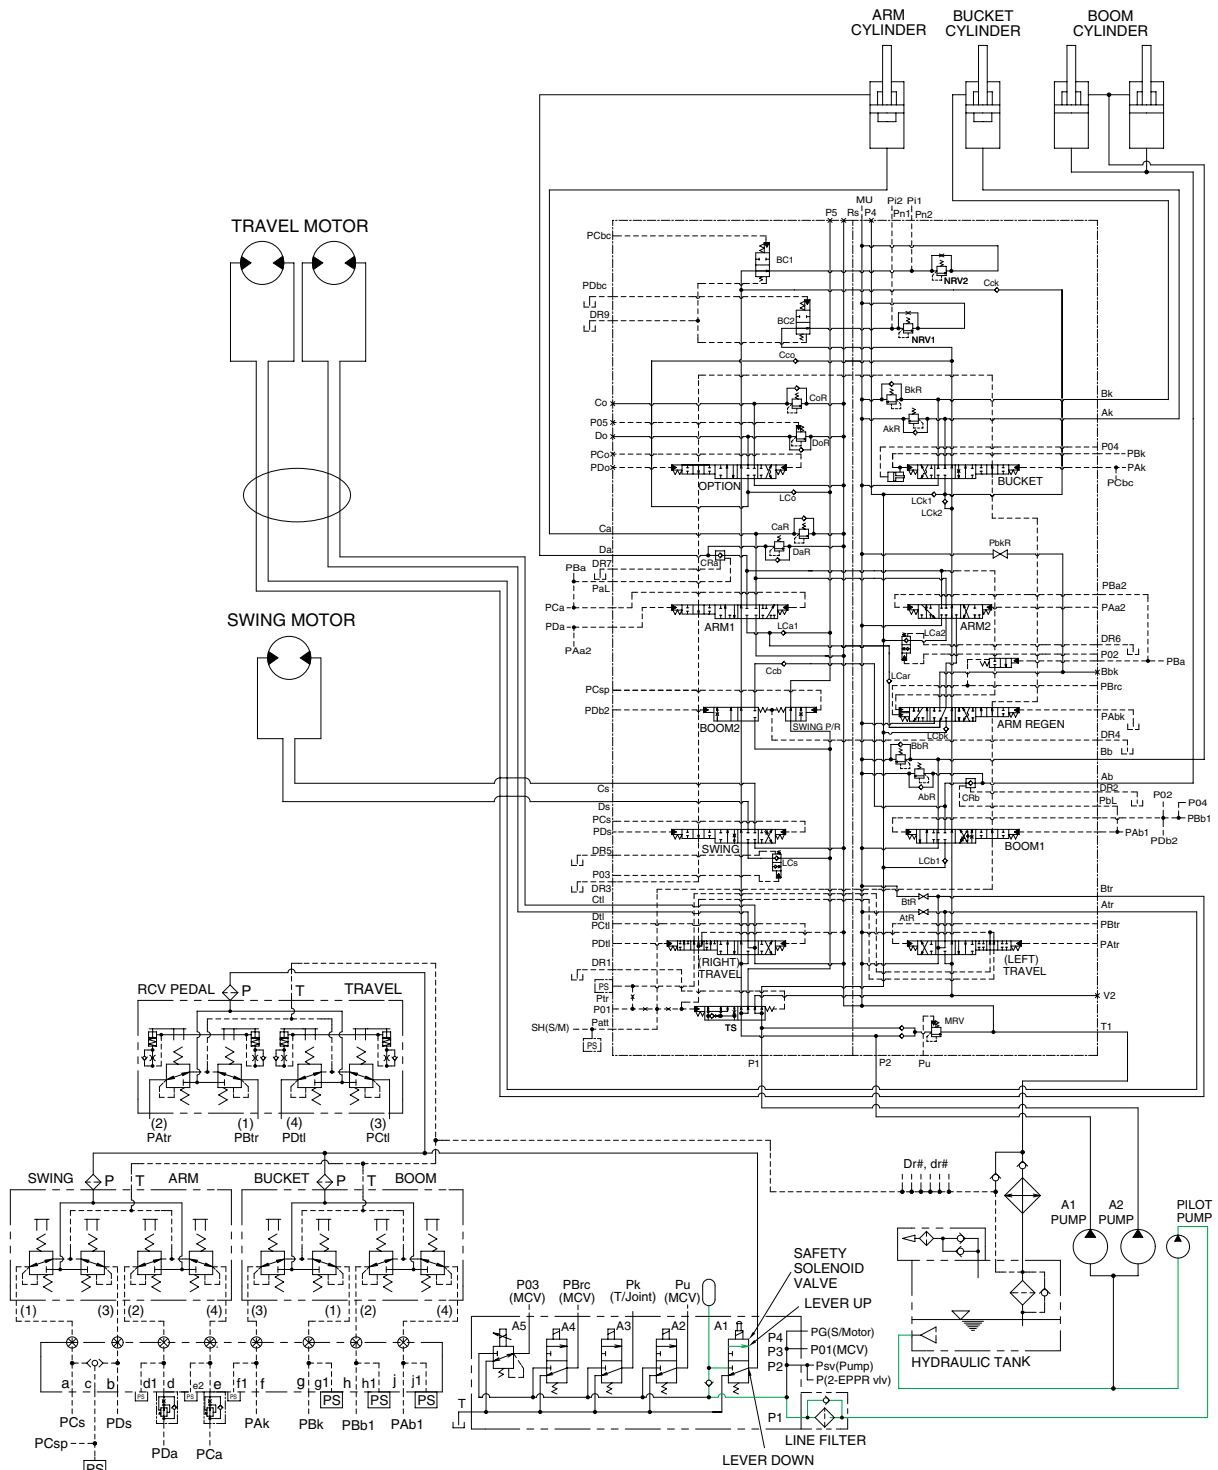 ARM
CYLINDER
BUCKET
CYLINDER
BOOM
CYLINDER
TRAVEL MOTOR
SWING MOTOR
MU
Pi2 Pi1
P5 Rs P4 Pn1 Pn2
PCbc
BC1
NRV2
Cck
PDbc
DR9
BC2
NRV1
Cco
Co
CoR
BkR
Bk
P05
AkR
Ak
Do
DoR
P04
PCo
PBk
PDo
PAk
OPTION
BUCKET
PCbc
LCo
LCk1
LCk2
Ca
CaR
Da
DaR
PbkR
DR7
CRa
PBa
PaL
PBa2
PCa
PAa2
PDa
ARM1
ARM2
PAa2
LCa1
LCa2
DR6
P02
Ccb
PBa
LCar
Bbk
PCsp
PBrc
PDb2
PAbk
BOOM2
SWING P/R
ARM REGEN
LCbk
DR4
BbR
Bb
Cs
AbR
CRb
Ab
DR2
Ds
PbL
P02
P04
PCs
PBb1
PDs
PAb1
SWING
BOOM1
PDb2
DR5
LCs
LCb1
P03
DR3
Ctl
BtR
Btr
AtR
Atr
Dtl
PCtl
PBtr
PDtl
PAtr
(RIGHT)
TRAVEL
(LEFT)
TRAVEL
DR1
PS
Ptr
V2
P01
Patt
TS
MRV
SH(S/M)
T1
PS
P1
P2
Pu
RCV PEDAL
P
T
TRAVEL
(2)
PAtr
(1)
PBtr
(4)
PDtl
(3)
PCtl
SWING
P
T
ARM
BUCKET
P
T
BOOM
(1)
(3)
(2)
(4)
(3)
(1)
(2)
(4)
a c b d1 d e2 e f1 f g g1 h h1 j j1
PS PS PS PS PS PS
PCs
PDs
PDa
PCa
PAk
PBk
PBb1
PAb1
PCsp
PS
P03
(MCV)
PBrc
(MCV)
Pk
(T/Joint)
Pu
(MCV)
A5
A4
A3
A2
A1
SAFETY
SOLENOID
VALVE
LEVER UP
P4
PG(S/Motor)
P3
P01(MCV)
P2
Psv(Pump)
P(2-EPPR vlv)
T
P1
LINE FILTER
LEVER DOWN
Dr#, dr#
A1
PUMP
A2
PUMP
PILOT
PUMP
HYDRAULIC TANK